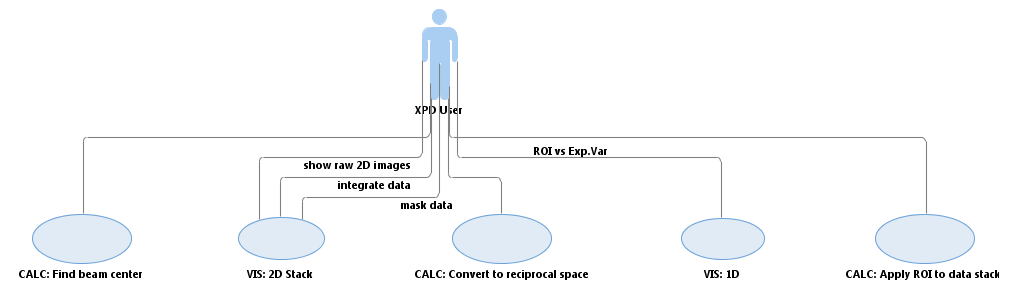 XPD User
ROI vs Exp.Var
show raw 2D images
integrate data
mask data
CALC: Find beam center
VIS: 2D Stack
CALC: Convert to reciprocal space
VIS: 1D
CALC: Apply ROI to data stack